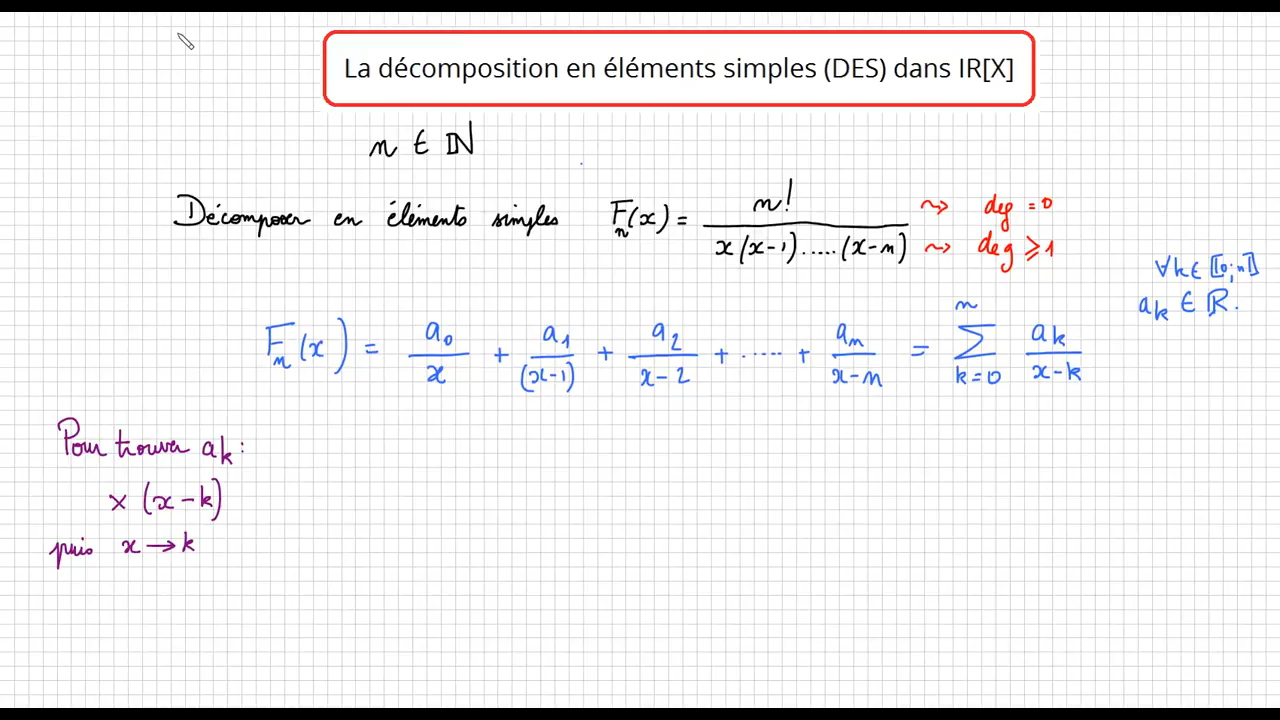 La décomposition en éléments simples (DES) dans IR[X]
n ∈ ℕ
Décomposer en éléments simples Fₙ(x) = n! / x(x-1).....(x-n)
⇝ deg = 0
⇝ deg ⩾ 1
∀k ∈ ⟦0;n⟧
aₖ ∈ ℝ.
Fₙ(x) = a₀/x + a₁/(x-1) + a₂/x-2 + ..... + aₙ/x-n = ∑ₖ₌₀ⁿ aₖ/x-k
Pour trouver aₖ :
× (x-k)
puis x → k